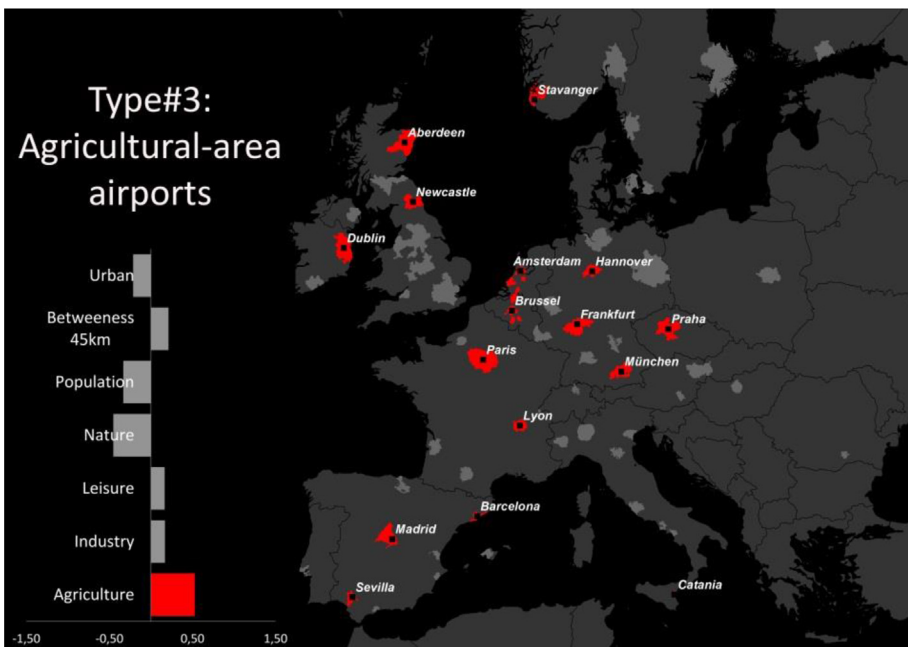 Type#3:
Agricultural-area
airports
Urban
Betweeness
45km
Population
Nature
Leisure
Industry
Agriculture
-1,50
-0,50
0,50
1,50
Stavanger
Aberdeen
Newcastle
Dublin
Amsterdam
Hannover
Brussel
Frankfurt
Praha
Paris
München
Lyon
Barcelona
Madrid
Sevilla
Catania